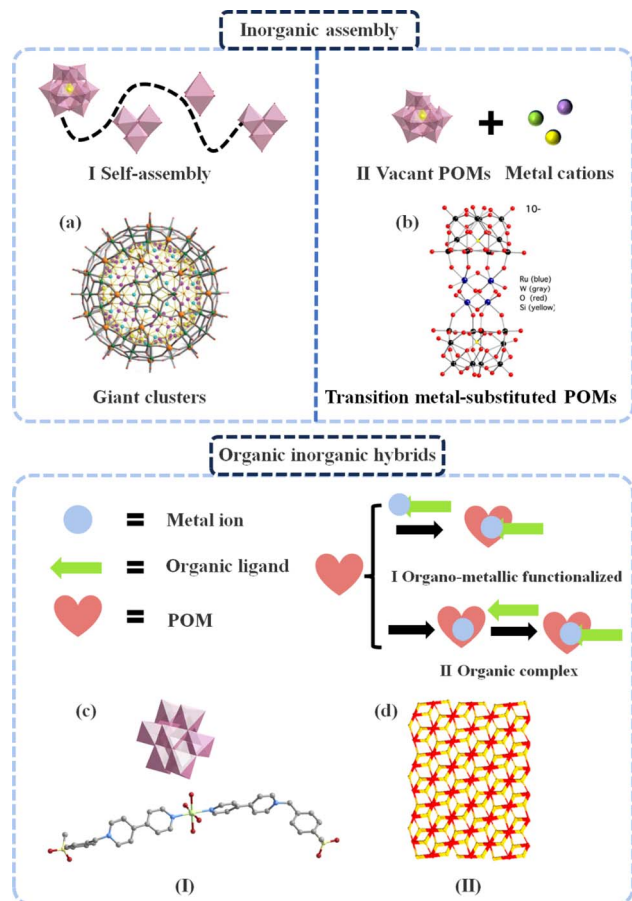 Inorganic assembly
I Self-assembly
II Vacant POMs
Metal cations
(a)
(b)
10-
Ru (blue)
W (gray)
O (red)
Si (yellow)
Giant clusters
Transition metal-substituted POMs
Organic inorganic hybrids
= Metal ion
= Organic ligand
= POM
I Organo-metallic functionalized
II Organic complex
(c)
(d)
(I)
(II)